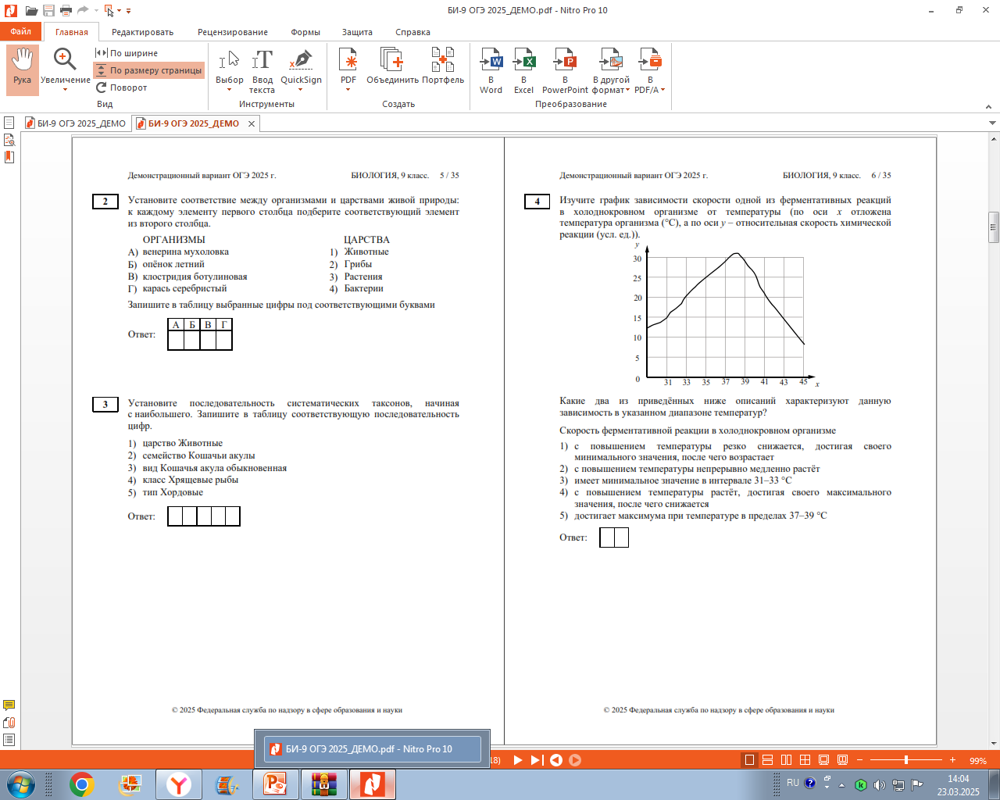 БИ-9 ОГЭ 2025_ДЕМО.pdf - Nitro Pro 10
Файл
Главная
Редактировать
Рецензирование
Формы
Защита
Справка
Рука
Увеличение
По ширине
По размеру страницы
Поворот
Вид
Выбор
Ввод текста
QuickSign
Инструменты
PDF
Объединить
Портфель
Создать
В Word
В Excel
В PowerPoint
В другой формат
В PDF/A
Преобразование
БИ-9 ОГЭ 2025_ДЕМО
БИ-9 ОГЭ 2025_ДЕМО
Демонстрационный вариант ОГЭ 2025 г. БИОЛОГИЯ, 9 класс. 5 / 35
2
Установите соответствие между организмами и царствами живой природы:
к каждому элементу первого столбца подберите соответствующий элемент
из второго столбца.
ОРГАНИЗМЫ ЦАРСТВА
А) венерина мухоловка 1) Животные
Б) опёнок летний 2) Грибы
В) клостридия ботулиновая 3) Растения
Г) карась серебристый 4) Бактерии
Запишите в таблицу выбранные цифры под соответствующими буквами
Ответ: А Б В Г
3
Установите последовательность систематических таксонов, начиная
с наибольшего. Запишите в таблицу соответствующую последовательность
цифр.
1) царство Животные
2) семейство Кошачьи акулы
3) вид Кошачья акула обыкновенная
4) класс Хрящевые рыбы
5) тип Хордовые
Ответ:
© 2025 Федеральная служба по надзору в сфере образования и науки
Демонстрационный вариант ОГЭ 2025 г. БИОЛОГИЯ, 9 класс. 6 / 35
4
Изучите график зависимости скорости одной из ферментативных реакций
в холоднокровном организме от температуры (по оси x отложена
температура организма (°С), а по оси y – относительная скорость химической
реакции (усл. ед.)).
y
30
25
20
15
10
5
0
31 33 35 37 39 41 43 45 x
Какие два из приведённых ниже описаний характеризуют данную
зависимость в указанном диапазоне температур?
Скорость ферментативной реакции в холоднокровном организме
1) с повышением температуры резко снижается, достигая своего
минимального значения, после чего возрастает
2) с повышением температуры непрерывно медленно растёт
3) имеет минимальное значение в интервале 31–33 °С
4) с повышением температуры растёт, достигая своего максимального
значения, после чего снижается
5) достигает максимума при температуре в пределах 37–39 °С
Ответ:
© 2025 Федеральная служба по надзору в сфере образования и науки
БИ-9 ОГЭ 2025_ДЕМО.pdf - Nitro Pro 10
18)
99%
RU
14:04
23.03.2025